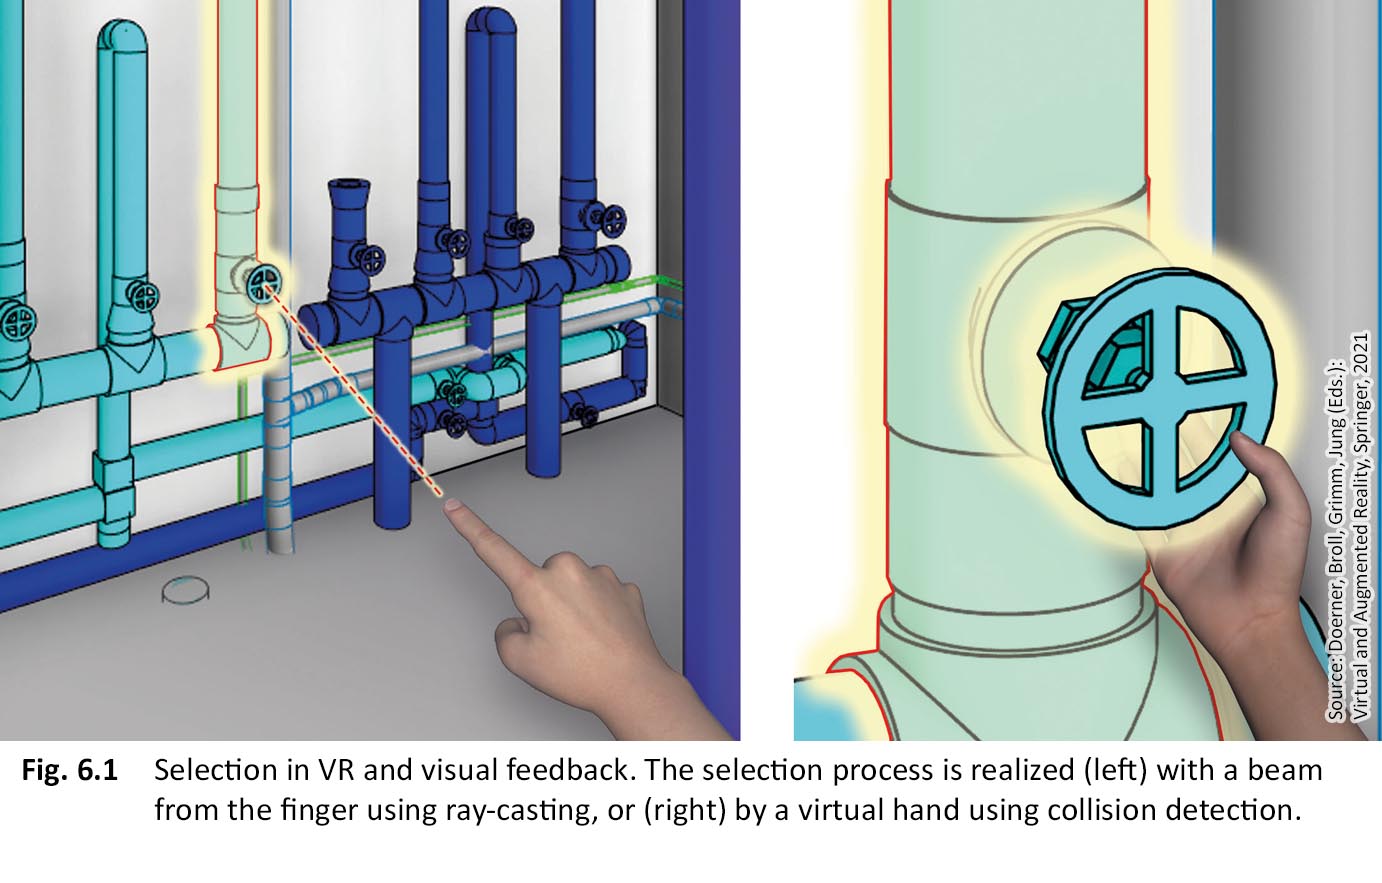 Source: Doerner, Broll, Grimm, Jung (Eds.):
Virtual and Augmented Reality, Springer, 2021
Fig. 6.1 Selection in VR and visual feedback. The selection process is realized (left) with a beam
from the finger using ray-casting, or (right) by a virtual hand using collision detection.